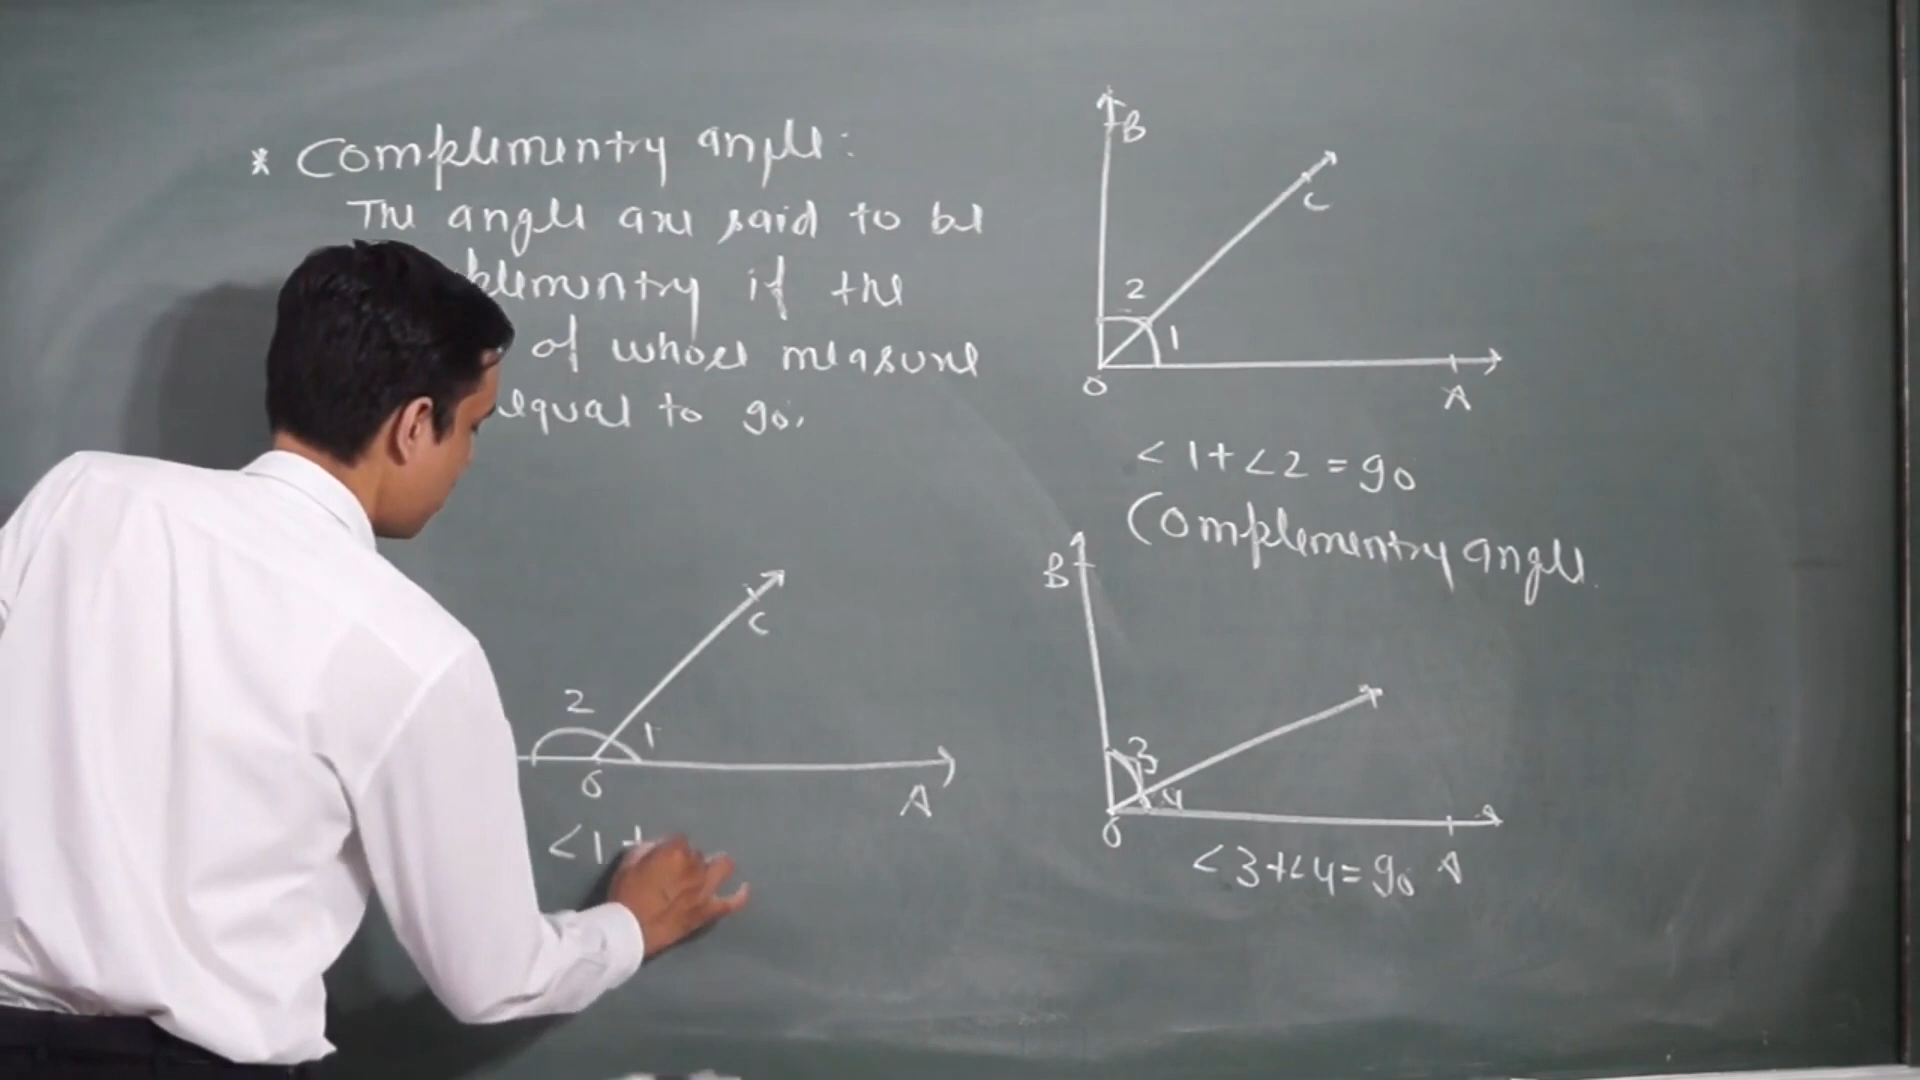 * Complementry angle:
The angle are said to be
plementry if the
of whose measure
equal to 90.
B
C
2
1
O
A
<1+<2=90
Complementry angle.
B
3
4
O
<3+<4=90 A
C
2
1
O
A
<1+